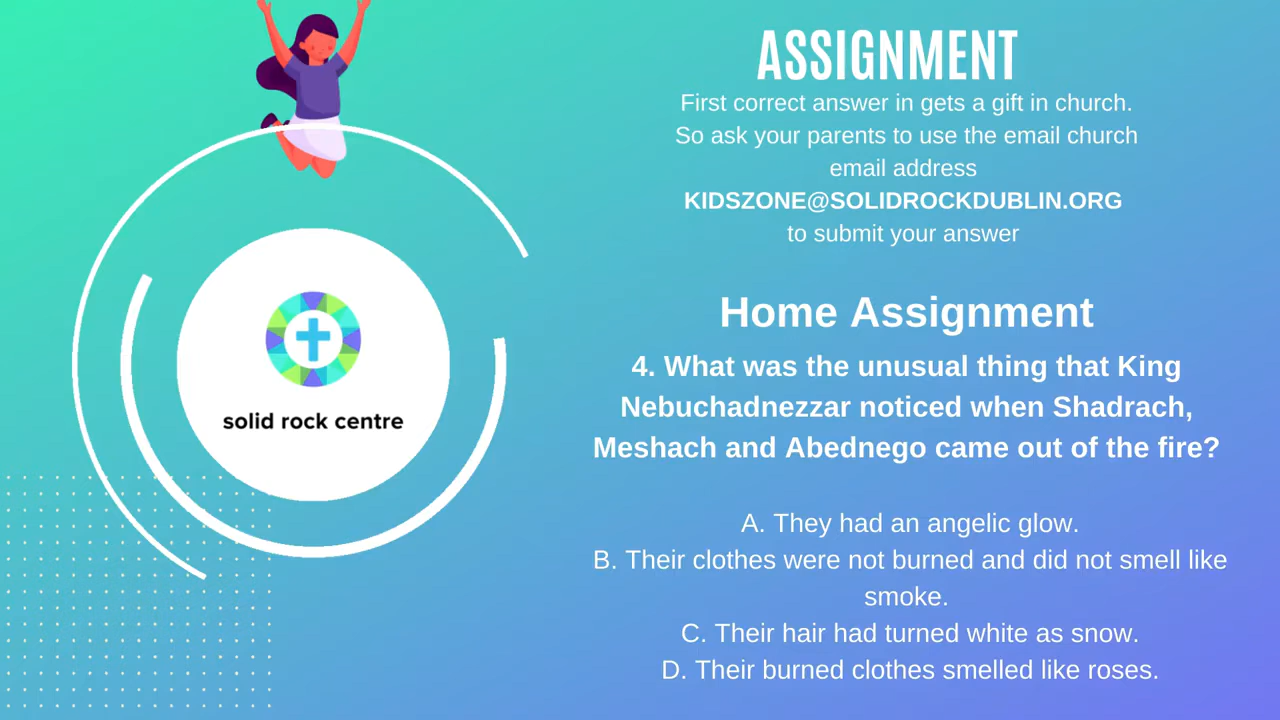 ASSIGNMENT
First correct answer in gets a gift in church.
So ask your parents to use the email church
email address
KIDSZONE@SOLIDROCKDUBLIN.ORG
to submit your answer
solid rock centre
Home Assignment
4. What was the unusual thing that King
Nebuchadnezzar noticed when Shadrach,
Meshach and Abednego came out of the fire?
A. They had an angelic glow.
B. Their clothes were not burned and did not smell like
smoke.
C. Their hair had turned white as snow.
D. Their burned clothes smelled like roses.